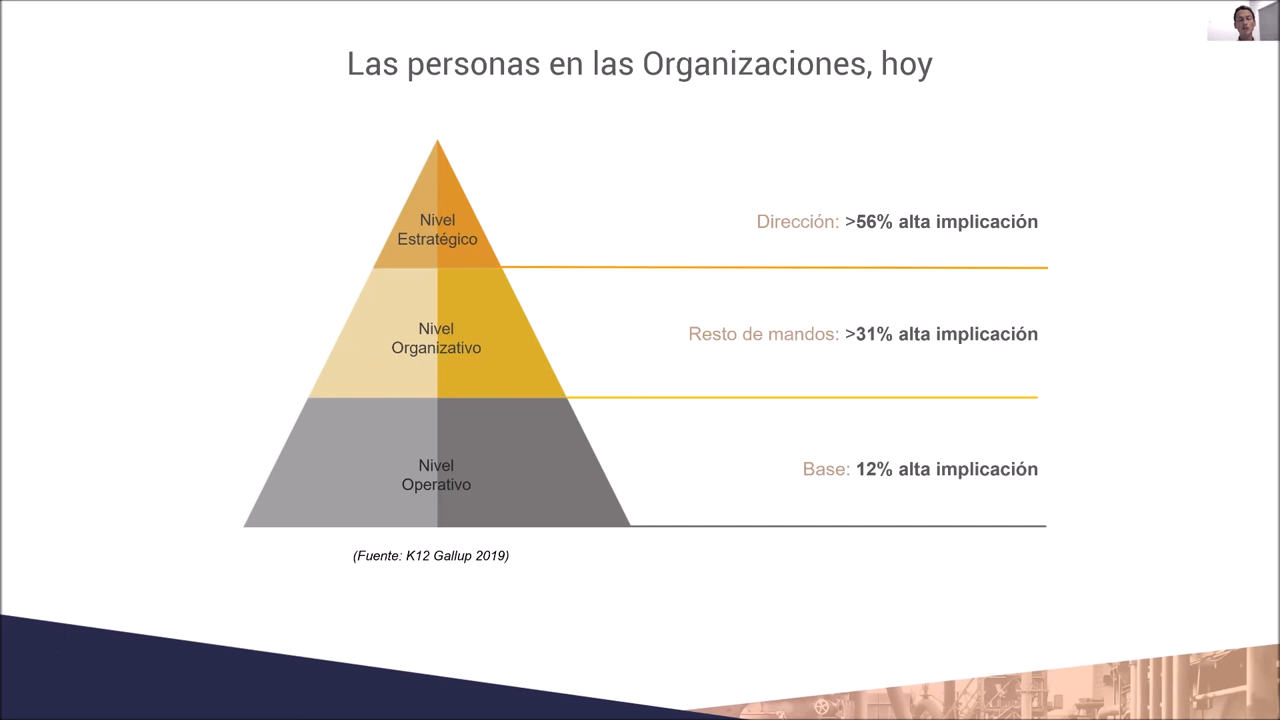 Las personas en las Organizaciones, hoy
Nivel
Estratégico
Dirección: >56% alta implicación
Nivel
Organizativo
Resto de mandos: >31% alta implicación
Nivel
Operativo
Base: 12% alta implicación
(Fuente: K12 Gallup 2019)